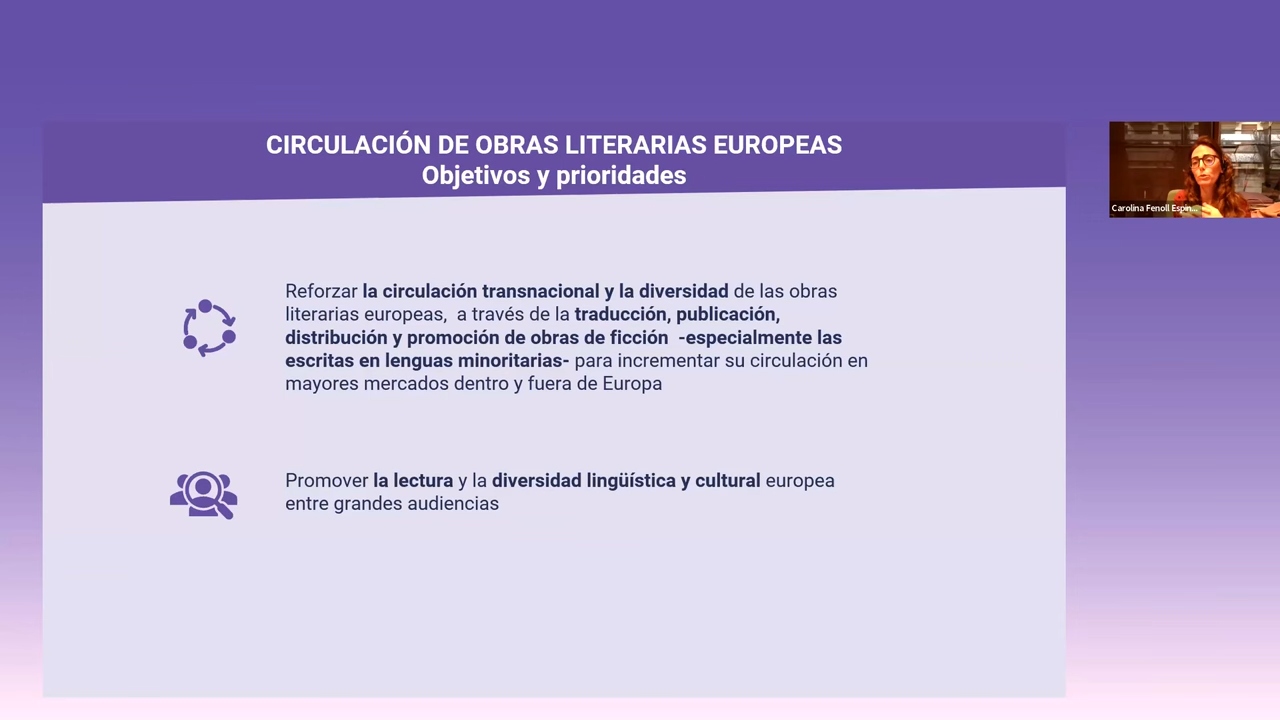 CIRCULACIÓN DE OBRAS LITERARIAS EUROPEAS
Objetivos y prioridades
Reforzar la circulación transnacional y la diversidad de las obras
literarias europeas,  a través de la traducción, publicación,
distribución y promoción de obras de ficción  -especialmente las
escritas en lenguas minoritarias- para incrementar su circulación en
mayores mercados dentro y fuera de Europa
Promover la lectura y la diversidad lingüística y cultural europea
entre grandes audiencias
Carolina Fenoll Espin...